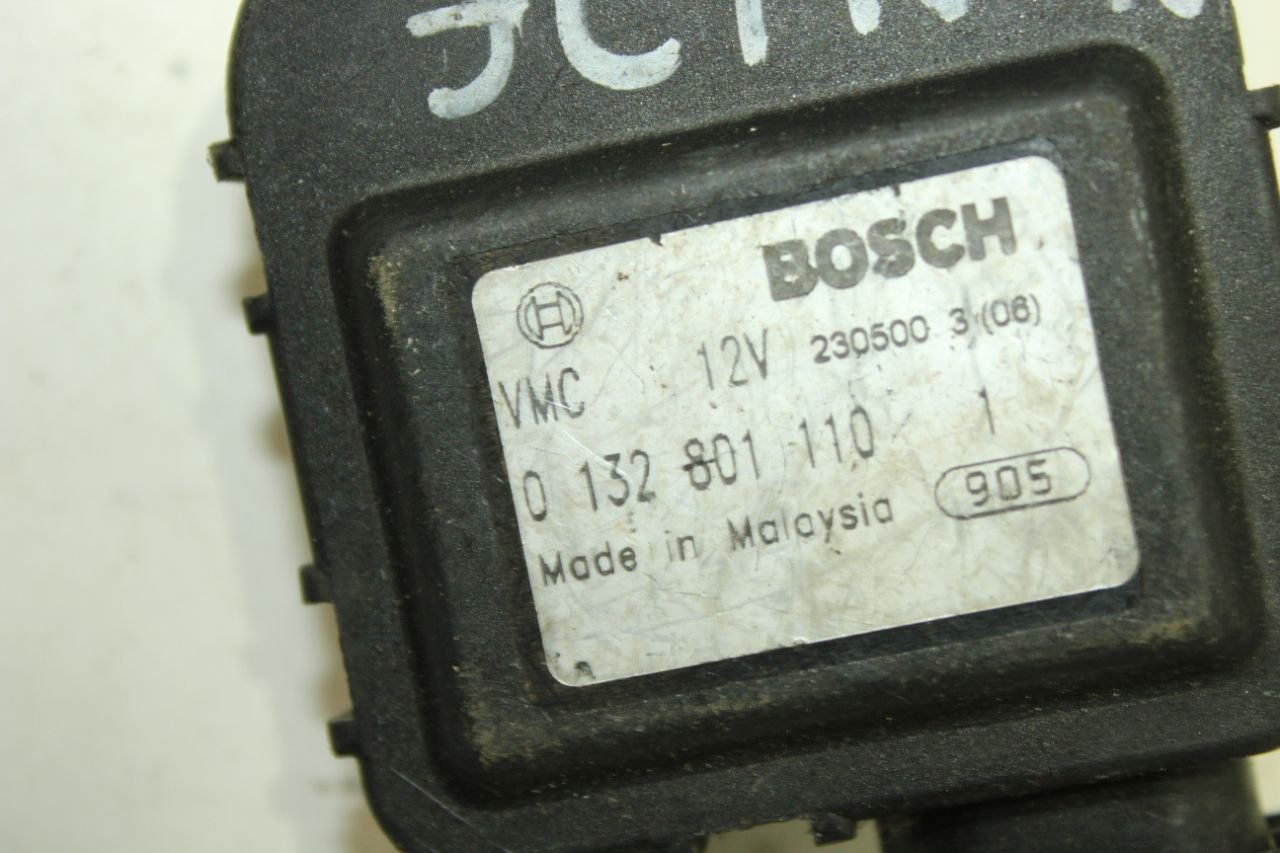 BOSCH
VMC 12V 230500 3 (06)
0 132 801 110 1
Made in Malaysia 905